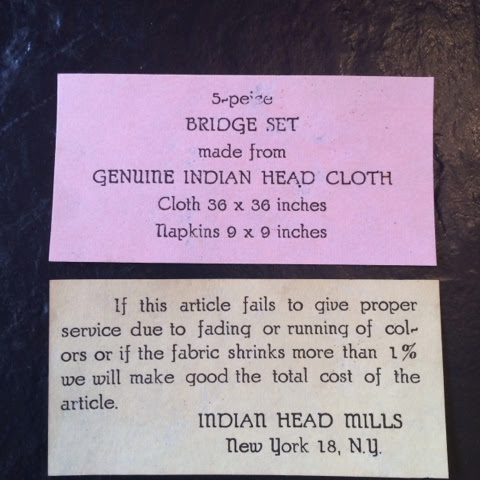 5-peice
BRIDGE SET
made from
GENUINE INDIAN HEAD CLOTH
Cloth 36 x 36 inches
Napkins 9 x 9 inches
If this article fails to give proper
service due to fading or running of col-
ors or if the fabric shrinks more than 1%
we will make good the total cost of the
article.
INDIAN HEAD MILLS
New York 18, N.Y.